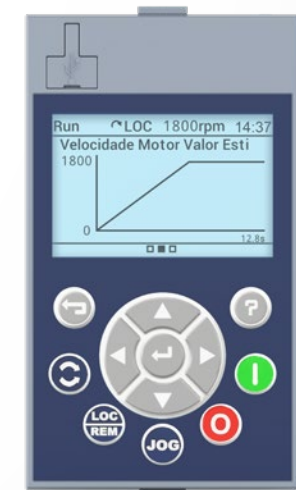 Run LOC 1800rpm 14:37
Velocidade Motor Valor Esti
1800
0
12.8s
?
I
LOC
REM
JOG
O